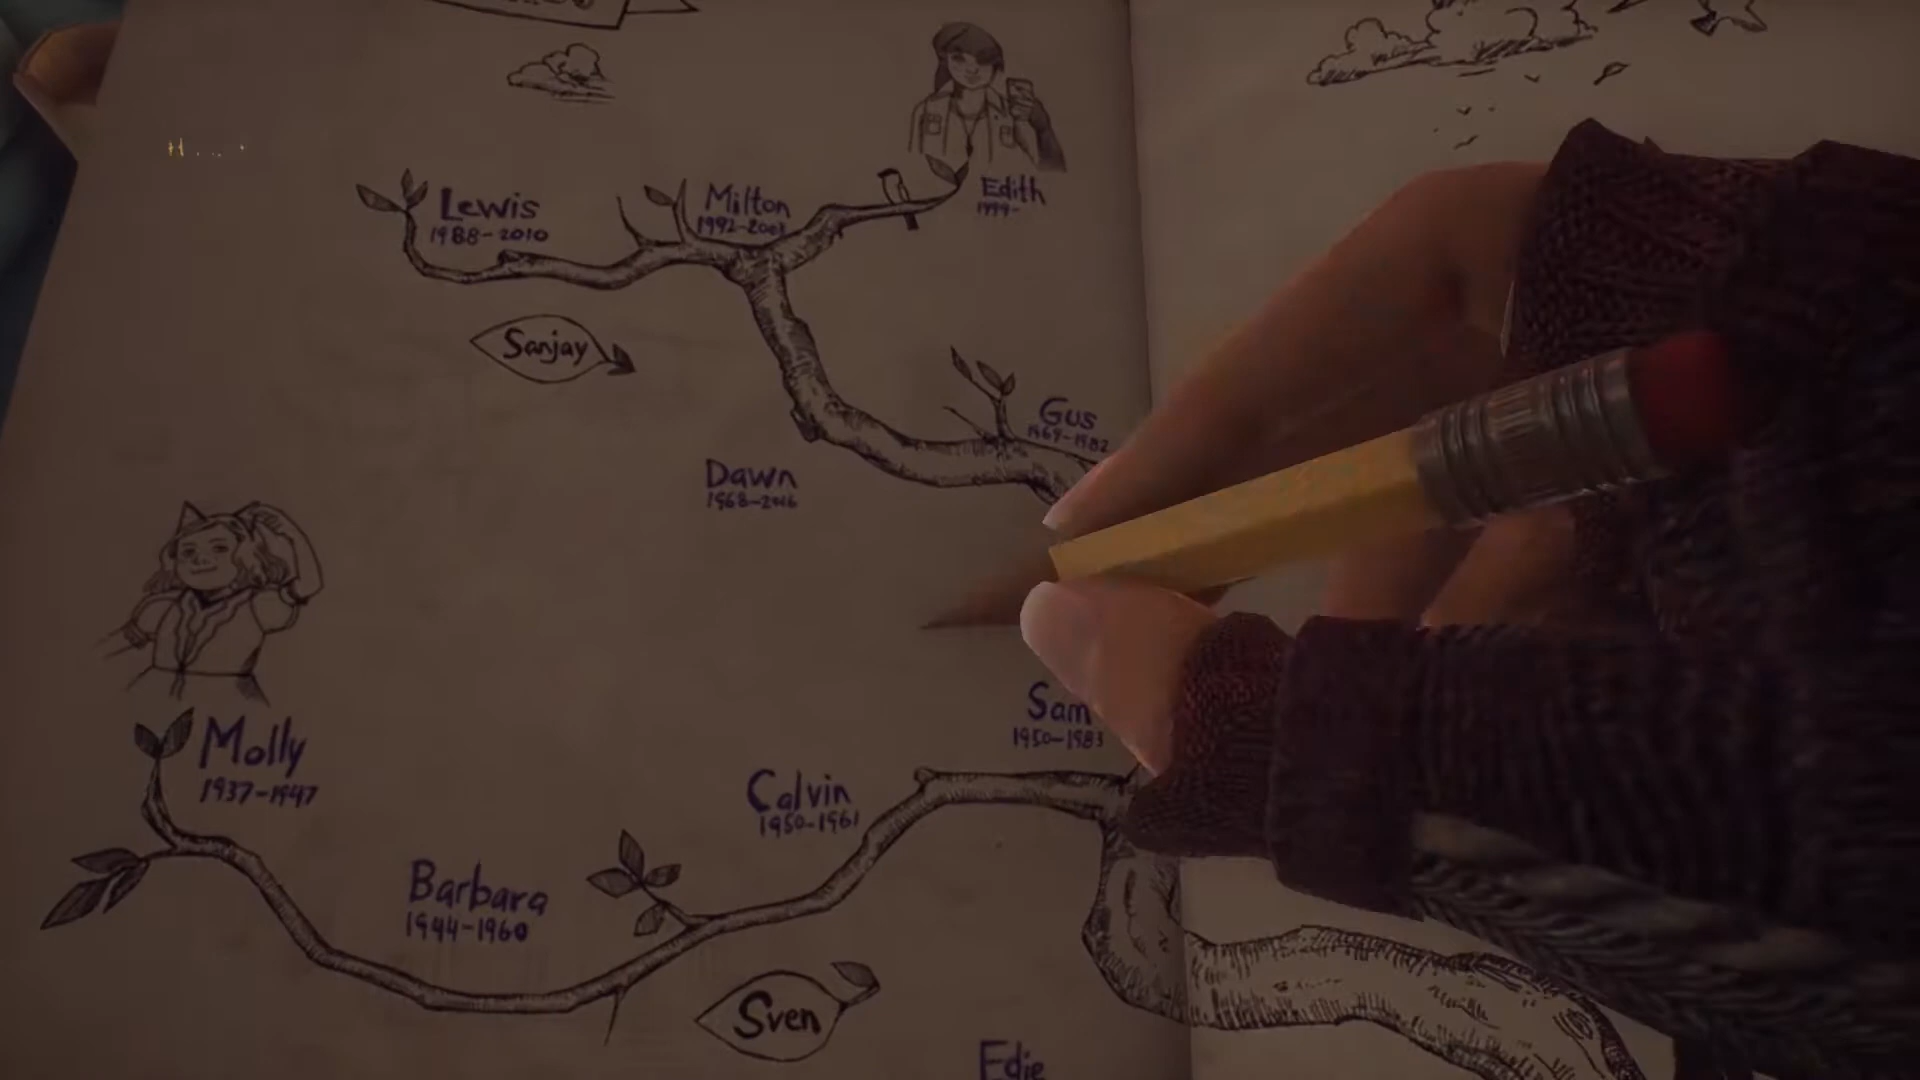 Edith
1999-
Lewis
1988-2010
Milton
1992-2003
Sanjay
Gus
1969-1982
Dawn
1968-2016
Sam
1950-1983
Molly
1937-1947
Calvin
1950-1961
Barbara
1944-1960
Sven
Edie